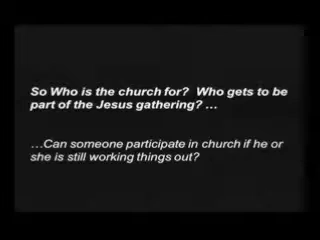 So Who is the church for?  Who gets to be
part of the Jesus gathering? …
…Can someone participate in church if he or
she is still working things out?